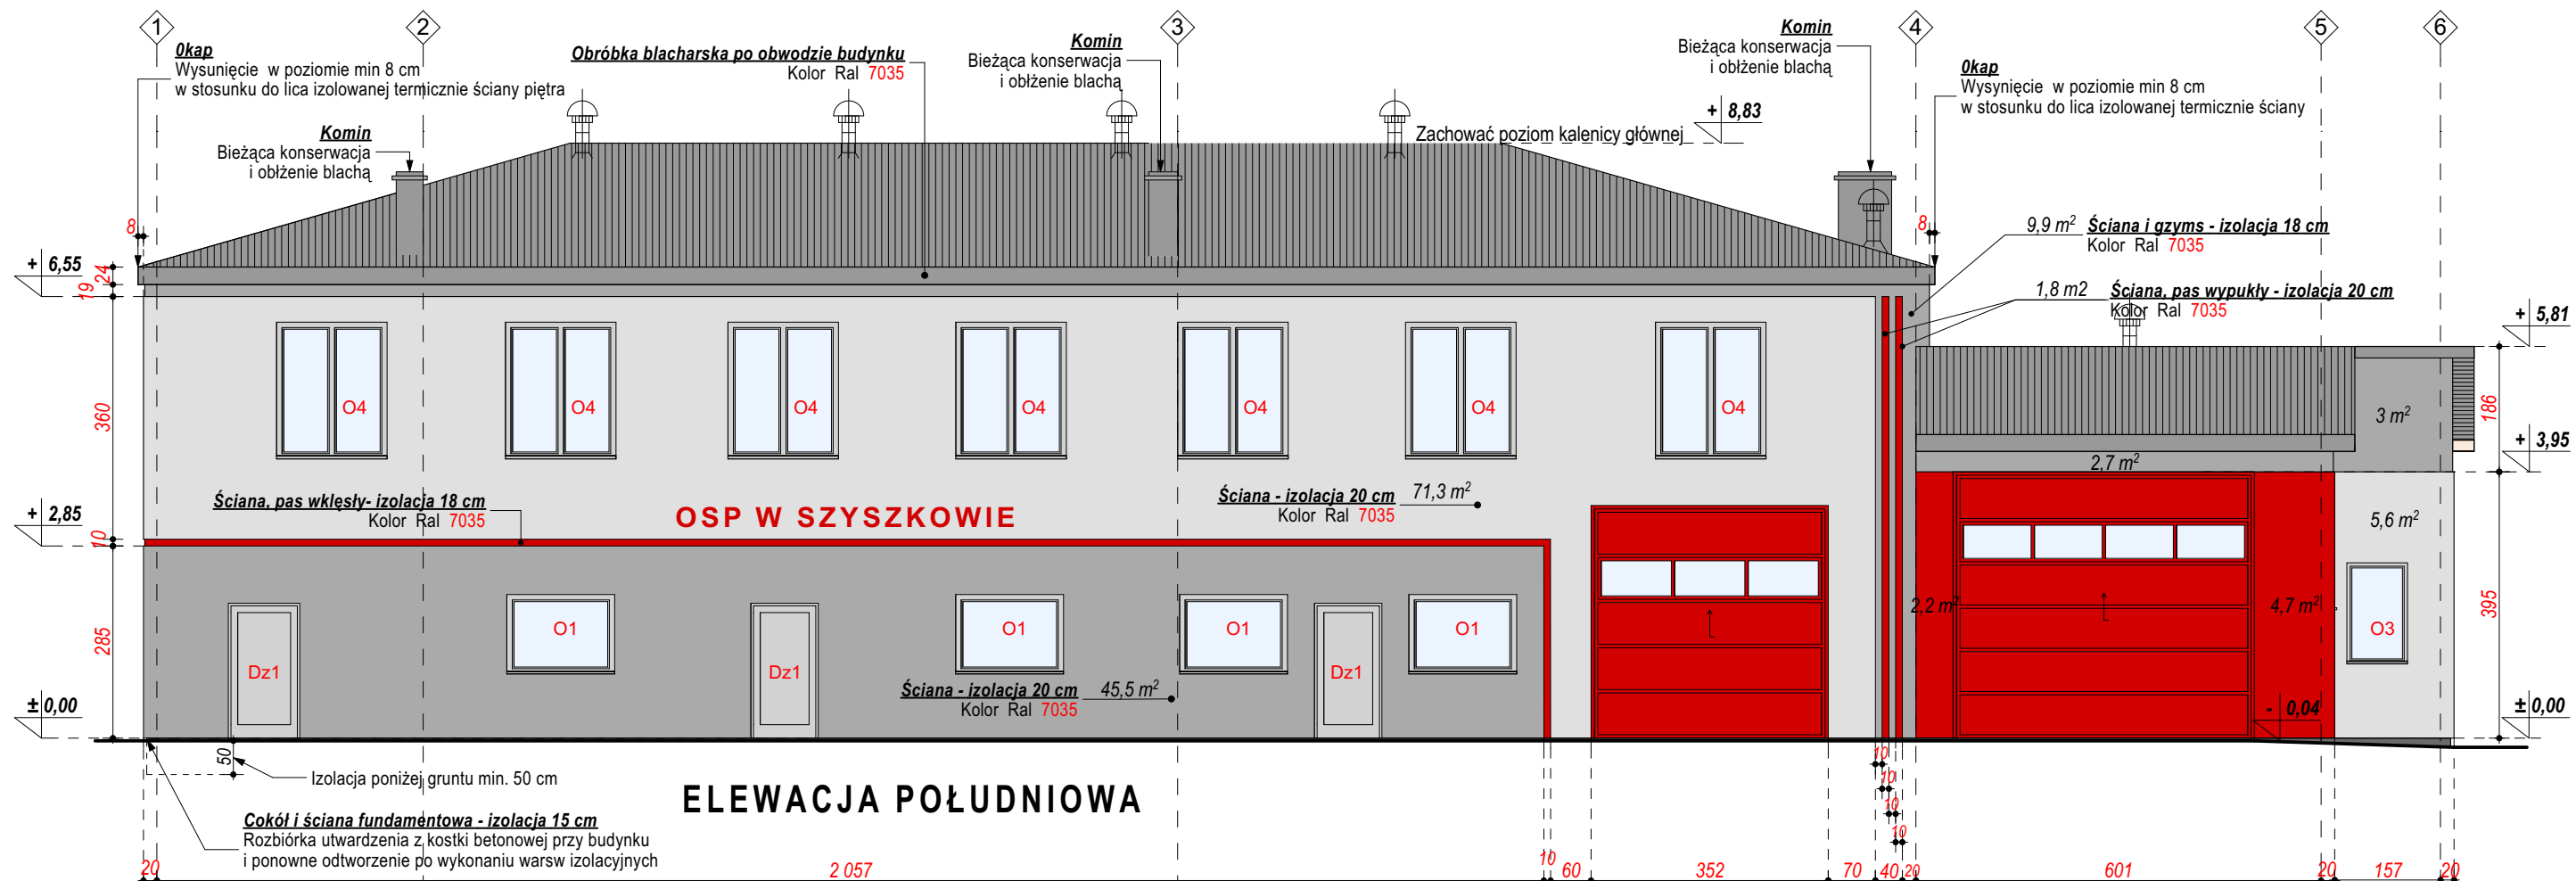 1
2
3
4
5
6
0kap
Wysunięcie w poziomie min 8 cm
w stosunku do lica izolowanej termicznie ściany piętra
Komin
Bieżąca konserwacja
i obłżenie blachą
Obróbka blacharska po obwodzie budynku
Kolor Ral 7035
Komin
Bieżąca konserwacja
i obłżenie blachą
Komin
Bieżąca konserwacja
i obłżenie blachą
0kap
Wysynięcie w poziomie min 8 cm
w stosunku do lica izolowanej termicznie ściany
+ 8,83
Zachować poziom kalenicy głównej
8
8
9,9 m² Ściana i gzyms - izolacja 18 cm
Kolor Ral 7035
1,8 m2 Ściana, pas wypukły - izolacja 20 cm
Kolor Ral 7035
+ 6,55
24
19
360
+ 2,85
10
285
± 0,00
+ 5,81
186
+ 3,95
395
± 0,00
O4
O4
O4
O4
O4
O4
O4
3 m²
2,7 m²
5,6 m²
Ściana, pas wklęsły- izolacja 18 cm
Kolor Ral 7035
OSP W SZYSZKOWIE
Ściana - izolacja 20 cm 71,3 m²
Kolor Ral 7035
Dz1
O1
Dz1
O1
O1
Dz1
O1
2,2 m²
4,7 m²
O3
Ściana - izolacja 20 cm 45,5 m²
Kolor Ral 7035
- 0,04
50
Izolacja poniżej gruntu min. 50 cm
ELEWACJA POŁUDNIOWA
Cokół i ściana fundamentowa - izolacja 15 cm
Rozbiórka utwardzenia z kostki betonowej przy budynku
i ponowne odtworzenie po wykonaniu warsw izolacyjnych
10
10
10
10
20
2 057
10
60
352
70
40
20
601
20
157
20